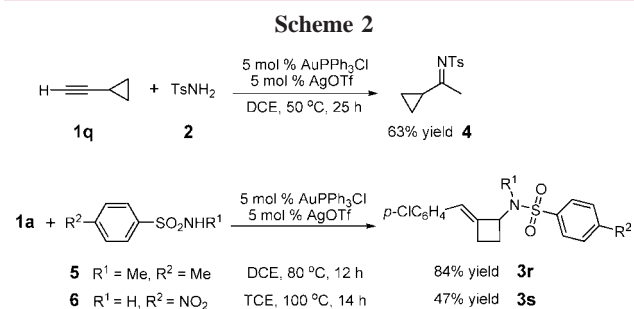 Scheme 2
5 mol % AuPPh3Cl
5 mol % AgOTf
DCE, 50 °C, 25 h
H
+ TsNH2
NTs
1q
2
63% yield 4
1a + R2 SO2NHR1
5 mol % AuPPh3Cl
5 mol % AgOTf
p-ClC6H4
R1
N
S
O
O
R2
5 R1 = Me, R2 = Me DCE, 80 °C, 12 h 84% yield 3r
6 R1 = H, R2 = NO2 TCE, 100 °C, 14 h 47% yield 3s